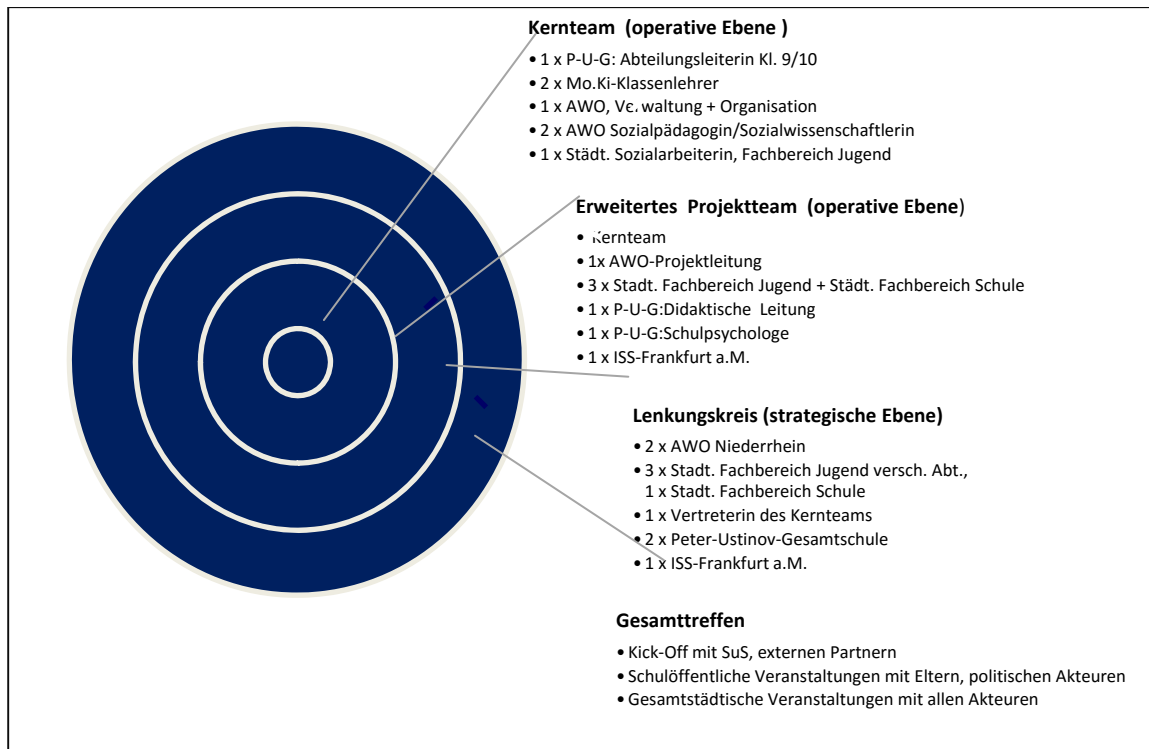 Kernteam (operative Ebene )
• 1 x P-U-G: Abteilungsleiterin Kl. 9/10
• 2 x Mo.Ki-Klassenlehrer
• 1 x AWO, waltung + Organisation
• 2 x AWO Sozialpädagogin/Sozialwissenschaftlerin
• 1 x Städt. Sozialarbeiterin, Fachbereich Jugend
Erweitertes Projektteam (operative Ebene)
• Kernteam
• 1x AWO-Projektleitung
• 3 x Stadt. Fachbereich Jugend + Städt. Fachbereich Schule
• 1 x P-U-G:Didaktische Leitung
• 1 x P-U-G:Schulpsychologe
• 1 x ISS-Frankfurt a.M.
Lenkungskreis (strategische Ebene)
• 2 x AWO Niederrhein
• 3 x Stadt. Fachbereich Jugend versch. Abt.,
1 x Stadt. Fachbereich Schule
• 1 x Vertreterin des Kernteams
• 2 x Peter-Ustinov-Gesamtschule
• 1 x ISS-Frankfurt a.M.
Gesamttreffen
• Kick-Off mit SuS, externen Partnern
• Schulöffentliche Veranstaltungen mit Eltern, politischen Akteuren
• Gesamtstädtische Veranstaltungen mit allen Akteuren